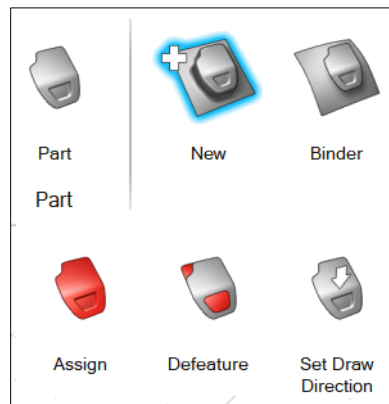 Part
New
Binder
Part
Assign
Defeature
Set Draw
Direction